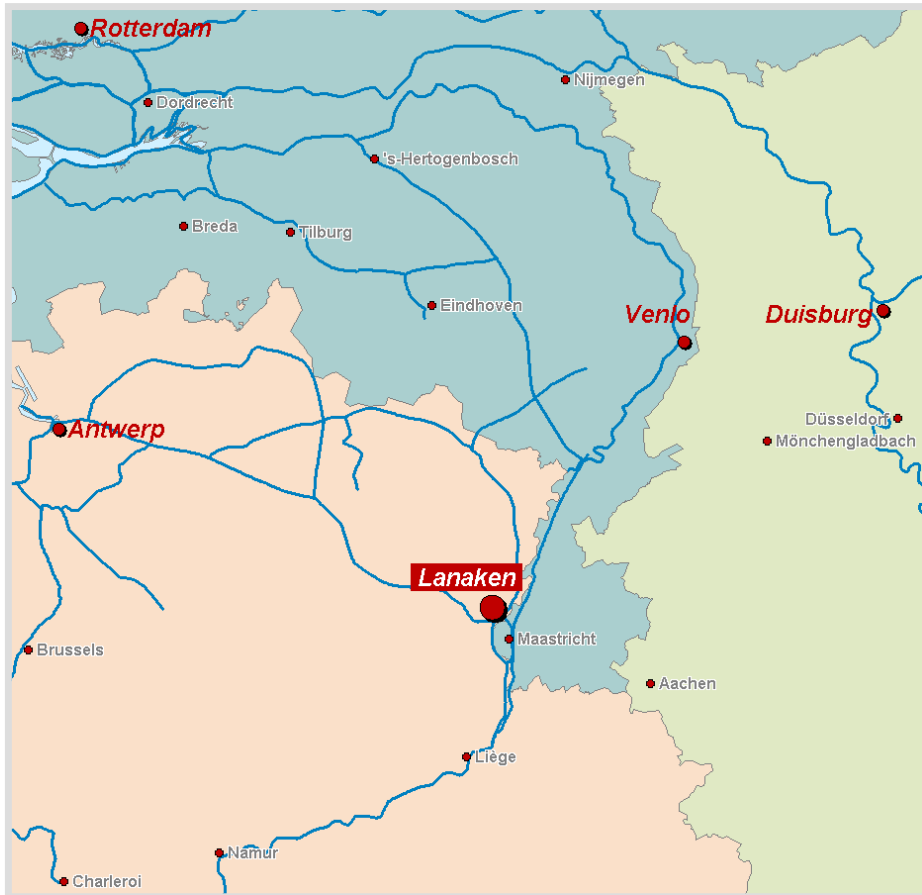 Rotterdam
Nijmegen
Dordrecht
's-Hertogenbosch
Breda
Tilburg
Eindhoven
Venlo
Duisburg
Düsseldorf
Antwerp
Mönchengladbach
Lanaken
Maastricht
Brussels
Aachen
Liège
Namur
Charleroi